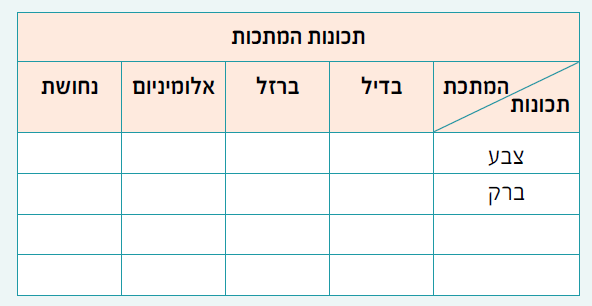 תכונות המתכות
המתכת
תכונות
בדיל
ברזל
אלומיניום
נחושת
צבע
ברק